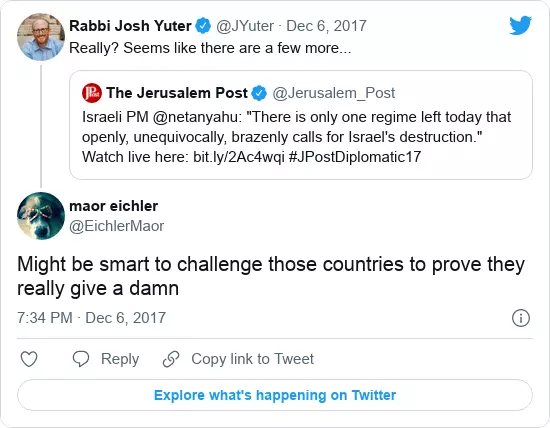 Rabbi Josh Yuter @JYuter · Dec 6, 2017
Really? Seems like there are a few more...
JPost The Jerusalem Post @Jerusalem_Post
Israeli PM @netanyahu: "There is only one regime left today that
openly, unequivocally, brazenly calls for Israel's destruction."
Watch live here: bit.ly/2Ac4wqi #JPostDiplomatic17
maor eichler
@EichlerMaor
Might be smart to challenge those countries to prove they
really give a damn
7:34 PM · Dec 6, 2017
Reply Copy link to Tweet
Explore what's happening on Twitter